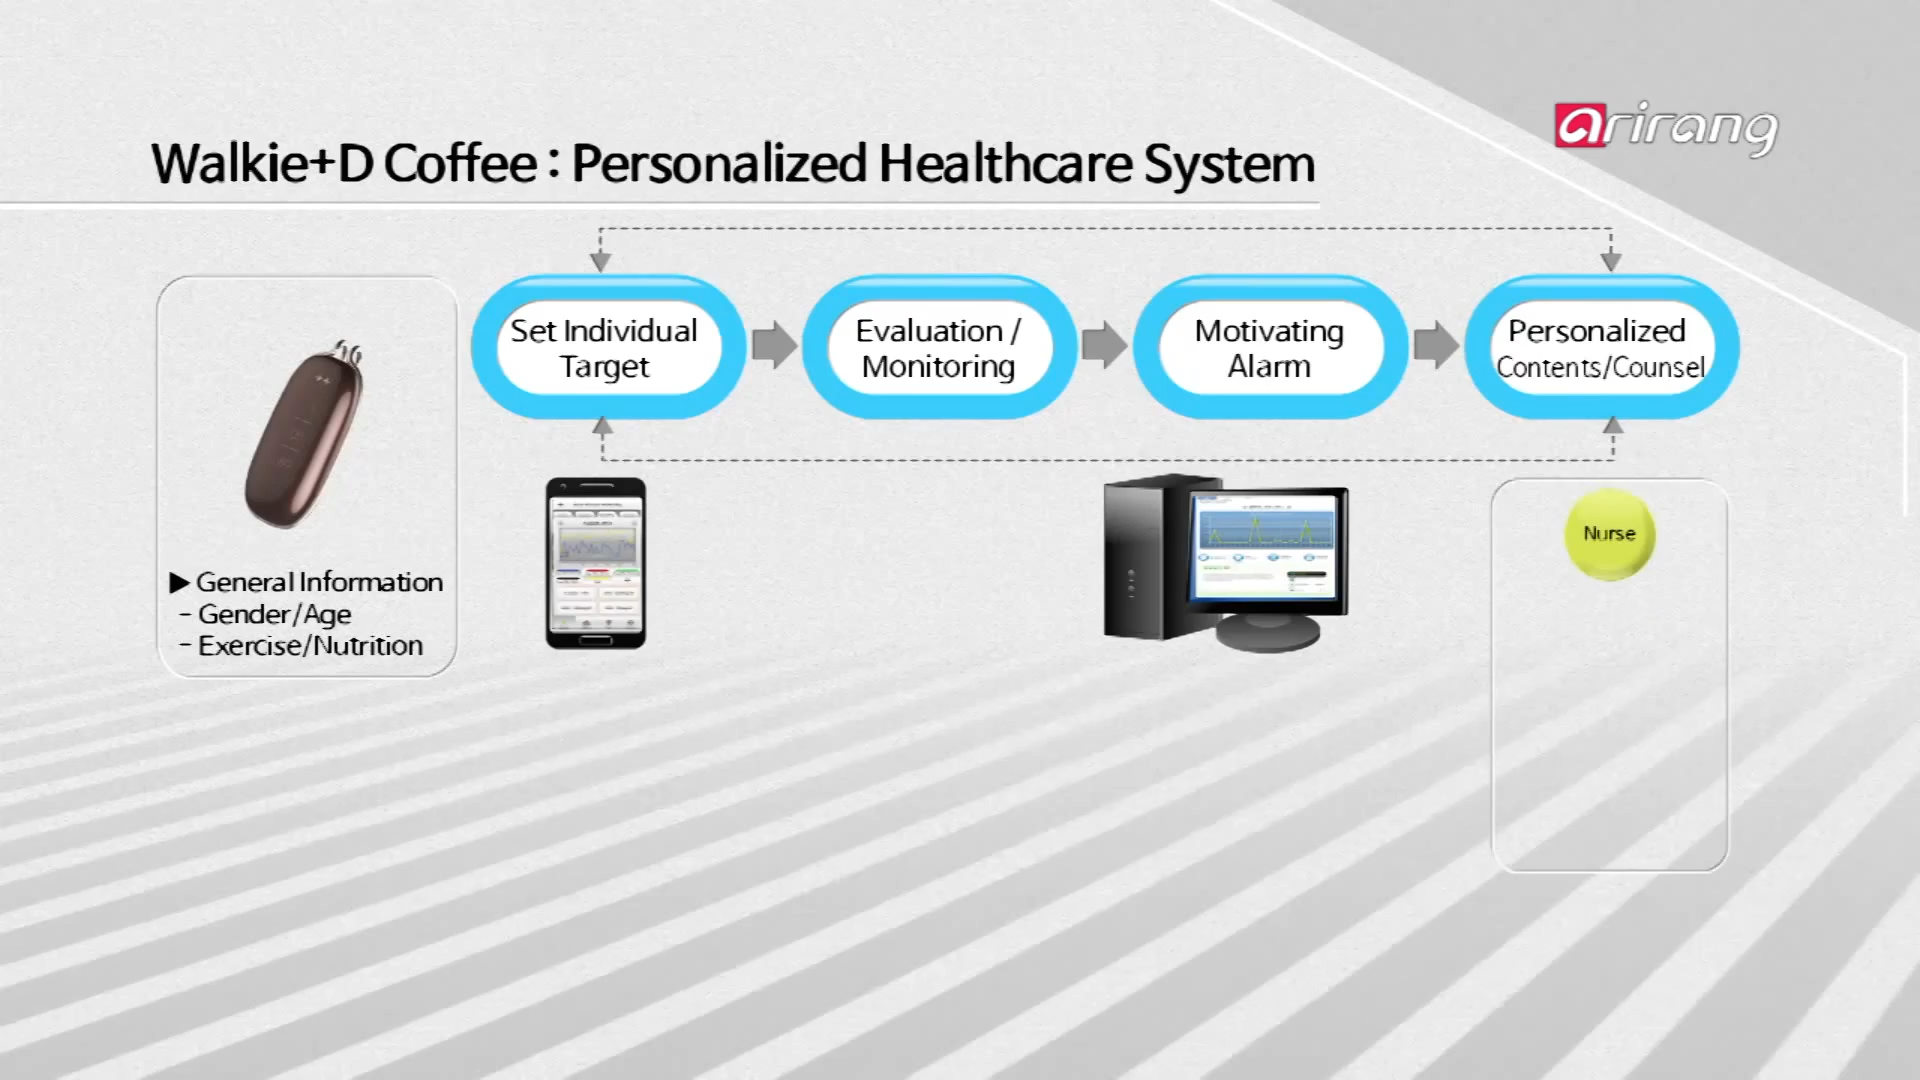 arirang
Walkie+D Coffee : Personalized Healthcare System
Set Individual
Target
Evaluation /
Monitoring
Motivating
Alarm
Personalized
Contents/Counsel
▶ General Information
- Gender/Age
- Exercise/Nutrition
Nurse